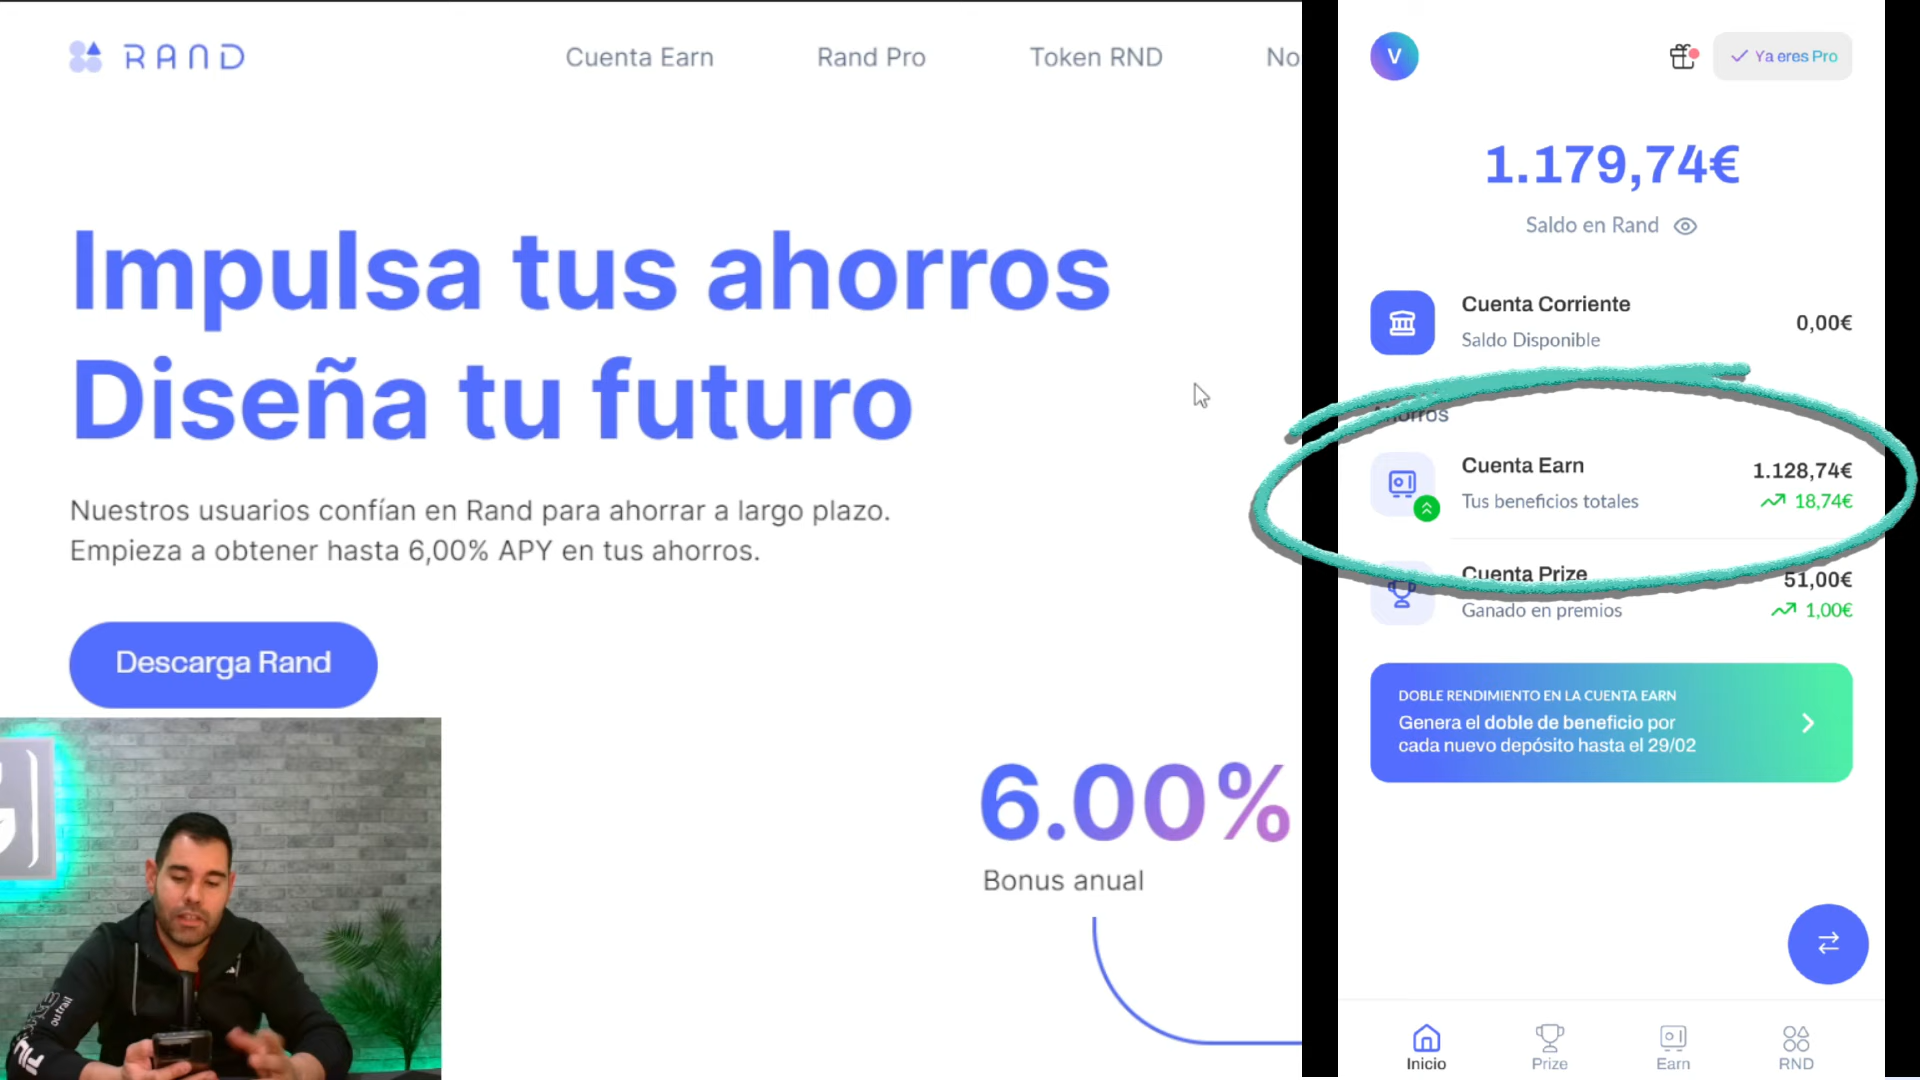 RAND
Cuenta Earn
Rand Pro
Token RND
No
Impulsa tus ahorros
Diseña tu futuro
Nuestros usuarios confían en Rand para ahorrar a largo plazo.
Empieza a obtener hasta 6,00% APY en tus ahorros.
Descarga Rand
6.00%
Bonus anual
out trail
V
Ya eres Pro
1.179,74€
Saldo en Rand
Cuenta Corriente
0,00€
Saldo Disponible
Ahorros
Cuenta Earn
1.128,74€
Tus beneficios totales
18,74€
Cuenta Prize
51,00€
Ganado en premios
1,00€
DOBLE RENDIMIENTO EN LA CUENTA EARN
Genera el doble de beneficio por
cada nuevo depósito hasta el 29/02
Inicio
Prize
Earn
RND